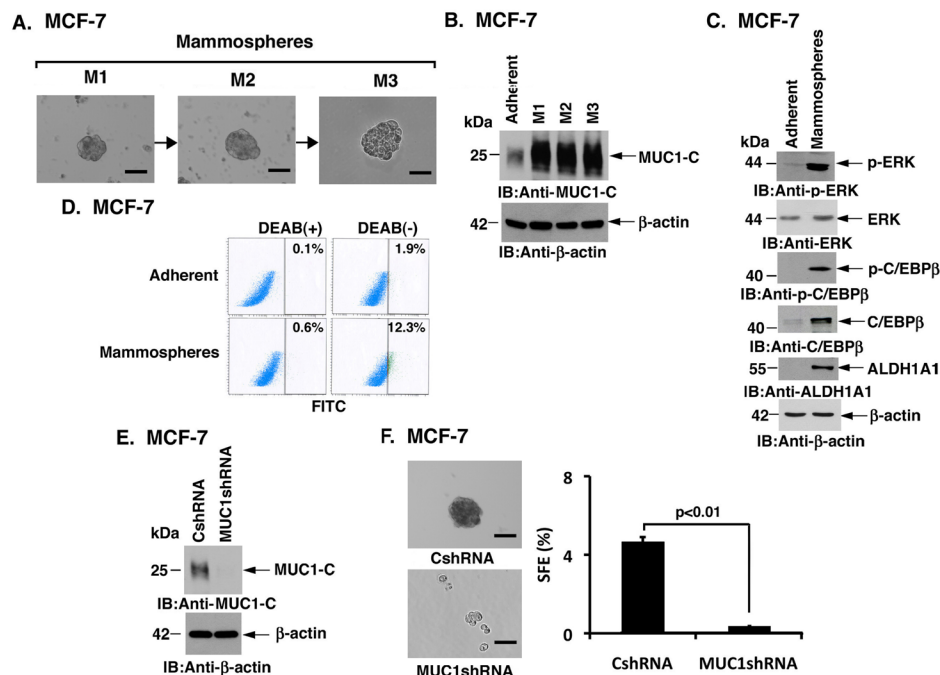 A. MCF-7
Mammospheres
M1 M2 M3
B. MCF-7
Adherent M1 M2 M3
kDa
25 MUC1-C
IB:Anti-MUC1-C
42 β-actin
IB:Anti-β-actin
C. MCF-7
Adherent Mammospheres
kDa
44 p-ERK
IB:Anti-p-ERK
44 ERK
IB:Anti-ERK
40 p-C/EBPβ
IB:Anti-p-C/EBPβ
40 C/EBPβ
IB:Anti-C/EBPβ
55 ALDH1A1
IB:Anti-ALDH1A1
42 β-actin
IB:Anti-β-actin
D. MCF-7
DEAB(+) DEAB(-)
Adherent 0.1% 1.9%
Mammospheres 0.6% 12.3%
FITC
E. MCF-7
CshRNA MUC1shRNA
kDa
25 MUC1-C
IB:Anti-MUC1-C
42 β-actin
IB:Anti-β-actin
F. MCF-7
CshRNA
MUC1shRNA
SFE (%)
8
4
0
p<0.01
CshRNA MUC1shRNA